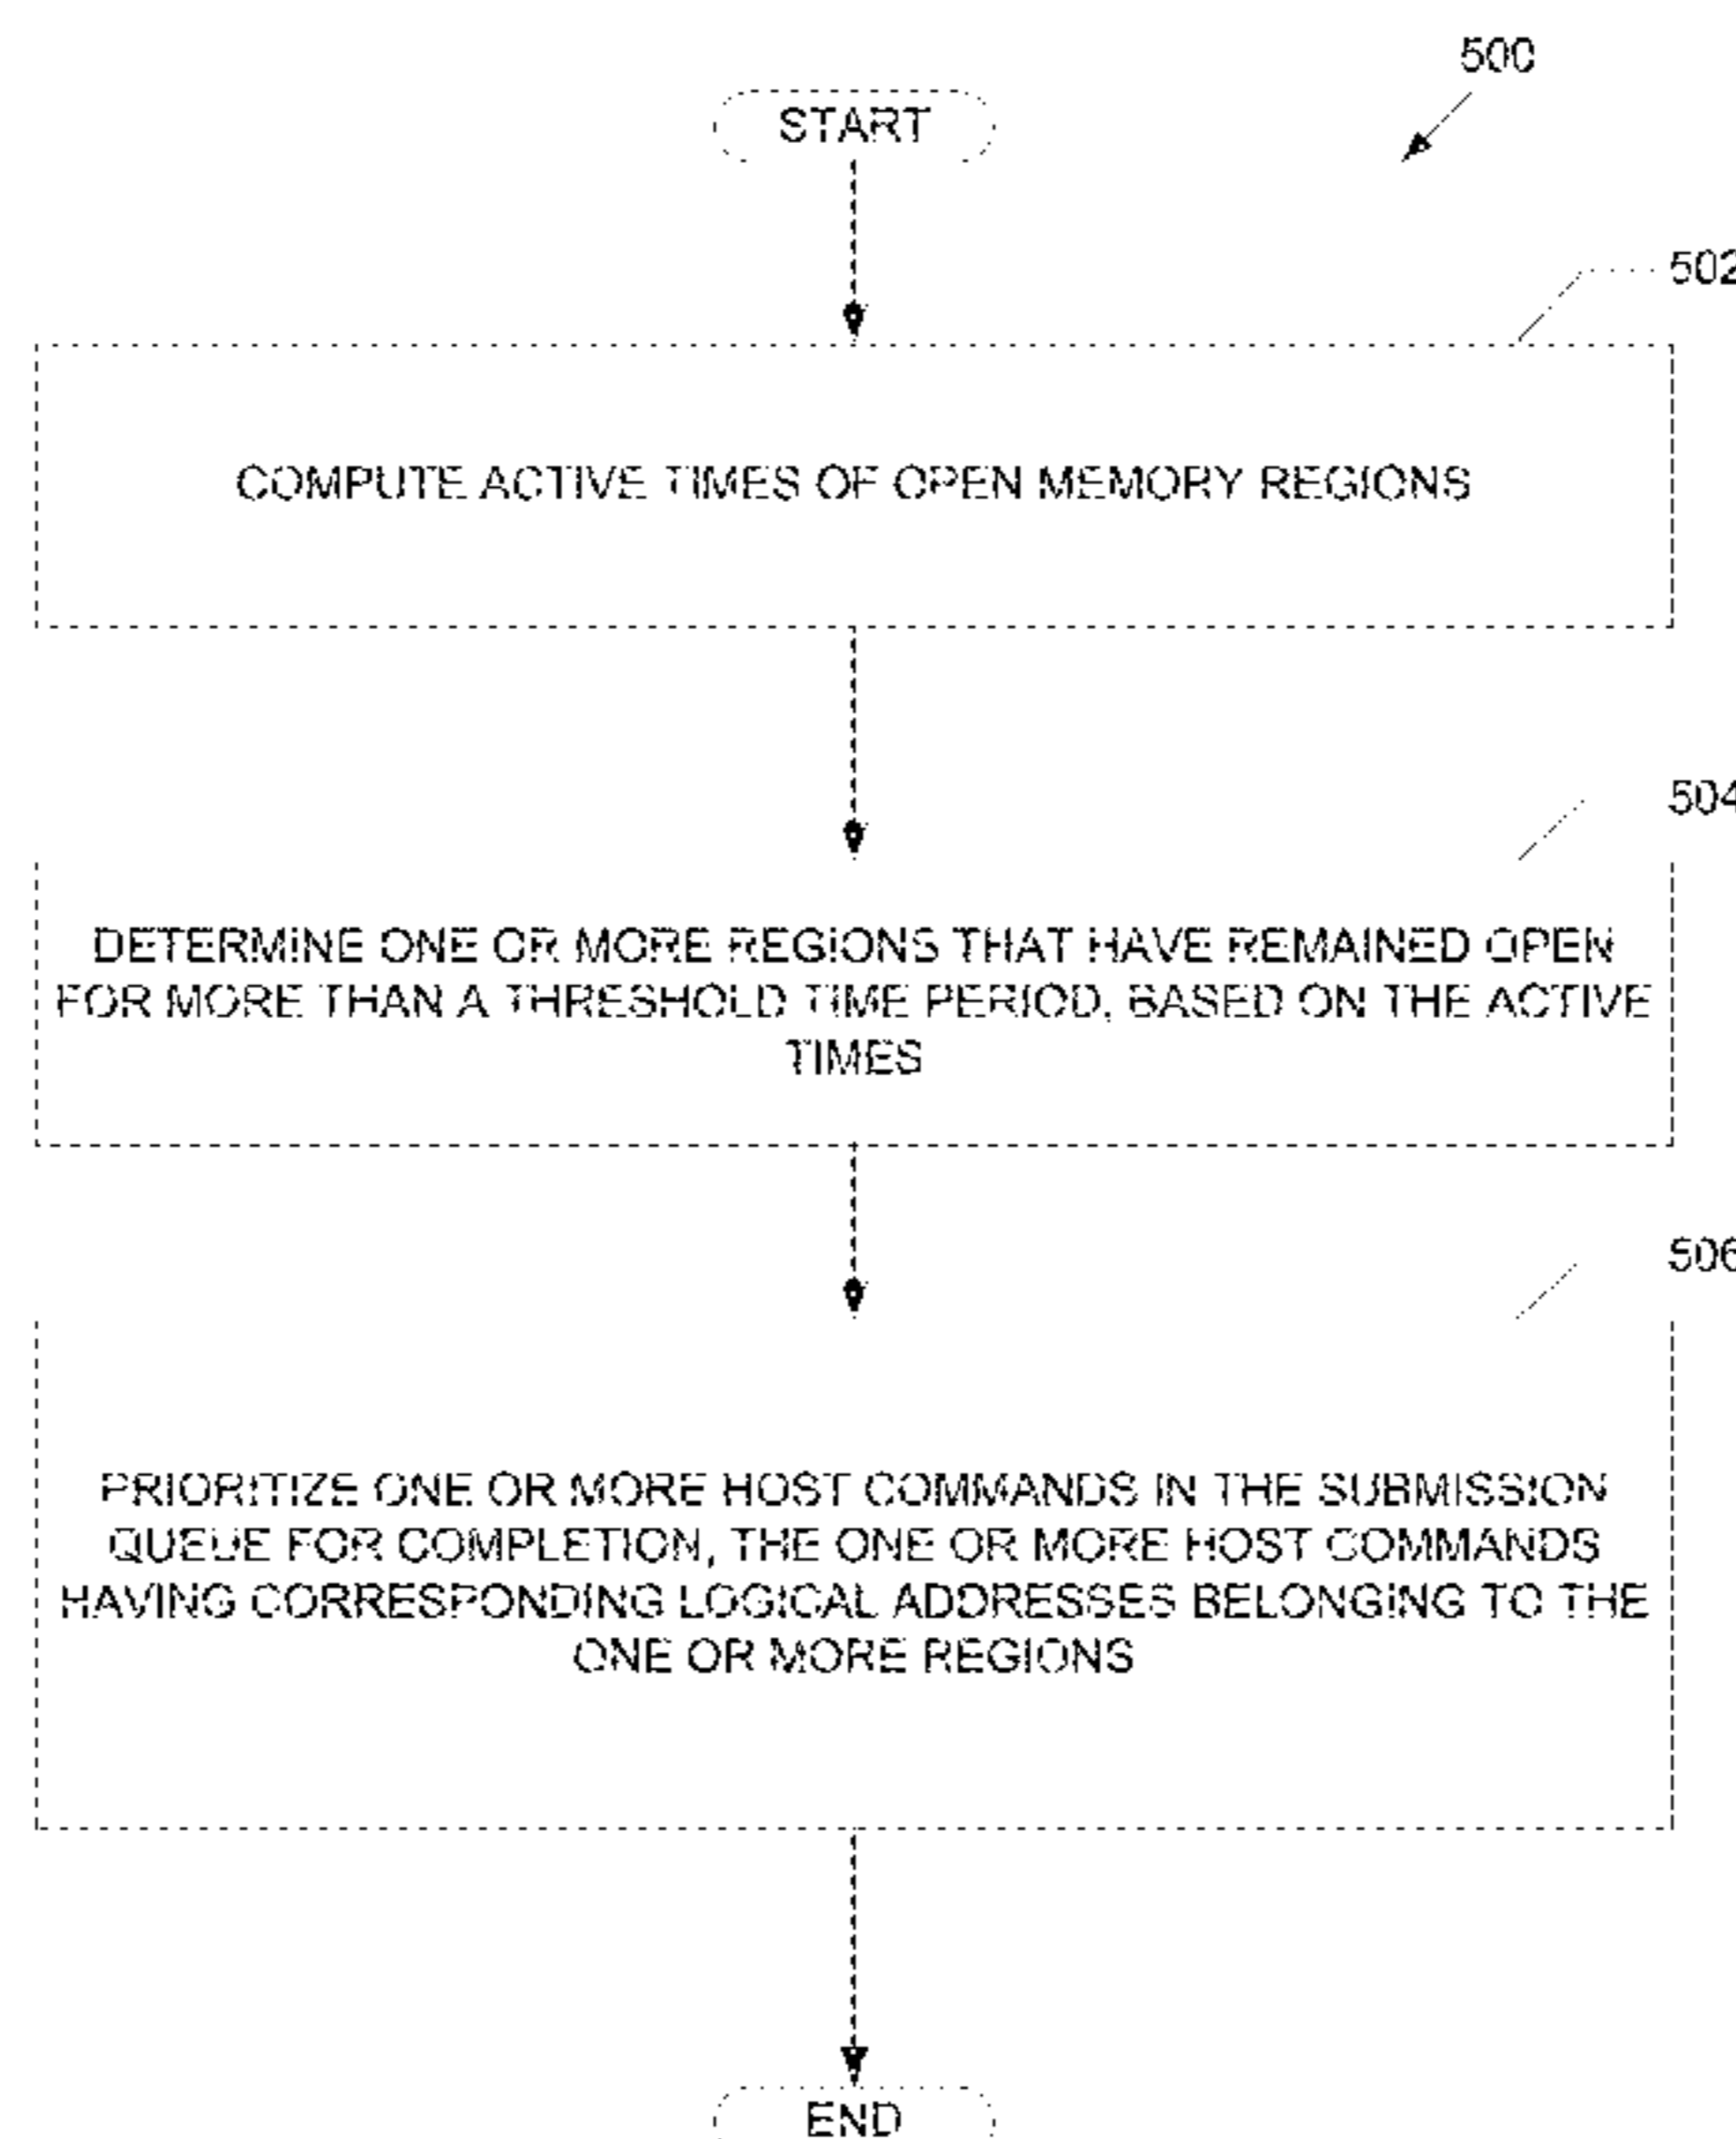 500
START
502
COMPUTE ACTIVE TIMES OF OPEN MEMORY REGIONS
504
DETERMINE ONE OR MORE REGIONS THAT HAVE REMAINED OPEN
FOR MORE THAN A THRESHOLD TIME PERIOD, BASED ON THE ACTIVE
TIMES
506
PRIORITIZE ONE OR MORE HOST COMMANDS IN THE SUBMISSION
QUEUE FOR COMPLETION, THE ONE OR MORE HOST COMMANDS
HAVING CORRESPONDING LOGICAL ADDRESSES BELONGING TO THE
ONE OR MORE REGIONS
END